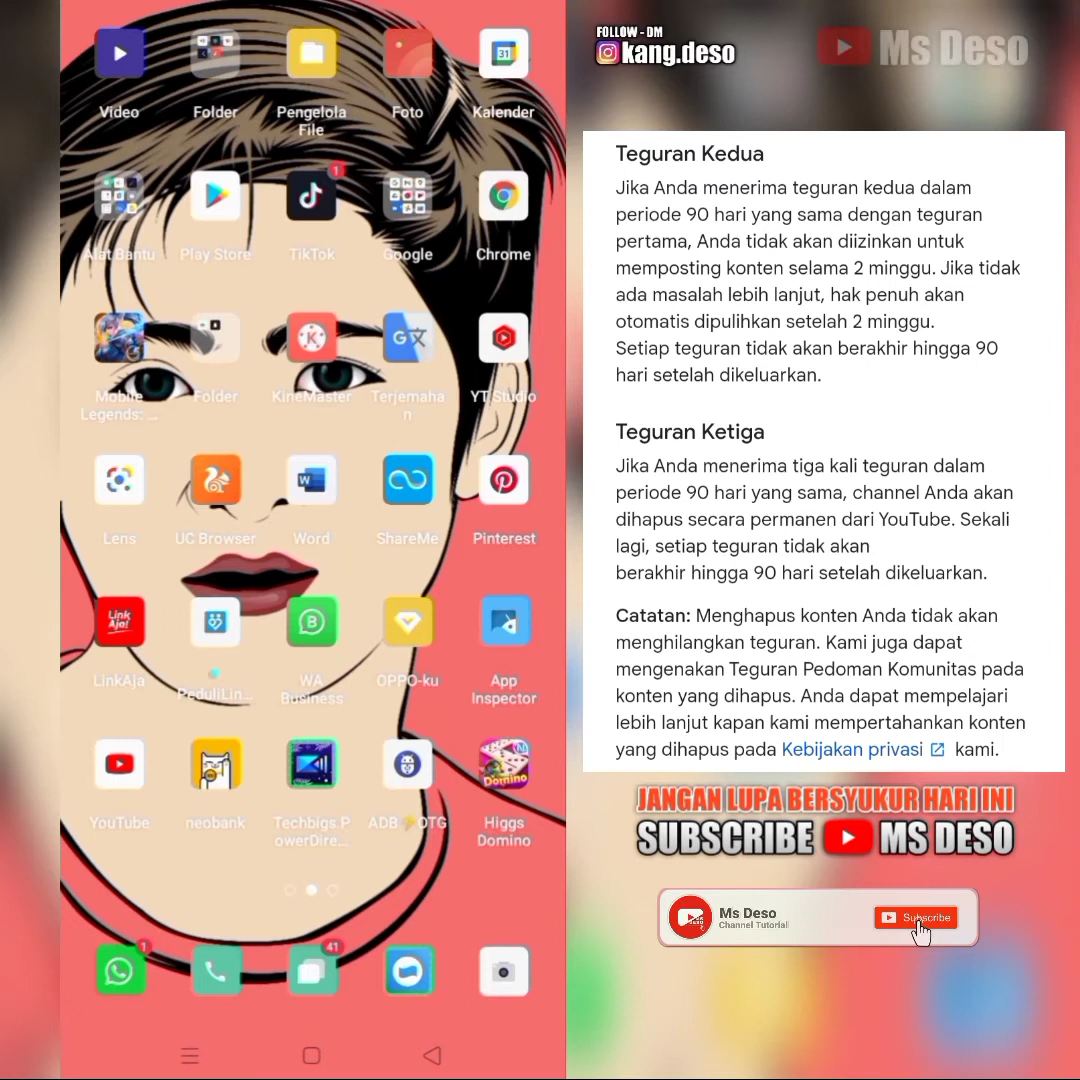 Video
Folder
Pengelola
File
Foto
31
Kalender
Alat Bantu
Play Store
1
TikTok
Google
Chrome
Mobile
Legends: ...
Folder
K
KineMaster
G
Terjemaha
n
YT Studio
Lens
UC Browser
W
Word
ShareMe
Pinterest
Link
Aja!
LinkAja
PeduliLin...
B
WA
Business
OPPO-ku
App
Inspector
YouTube
neobank
Techbigs.P
owerDire...
ADB⚡OTG
Domino
Higgs
Domino
1
41
FOLLOW - DM
kang.deso
Ms Deso
Teguran Kedua
Jika Anda menerima teguran kedua dalam
periode 90 hari yang sama dengan teguran
pertama, Anda tidak akan diizinkan untuk
memposting konten selama 2 minggu. Jika tidak
ada masalah lebih lanjut, hak penuh akan
otomatis dipulihkan setelah 2 minggu.
Setiap teguran tidak akan berakhir hingga 90
hari setelah dikeluarkan.
Teguran Ketiga
Jika Anda menerima tiga kali teguran dalam
periode 90 hari yang sama, channel Anda akan
dihapus secara permanen dari YouTube. Sekali
lagi, setiap teguran tidak akan
berakhir hingga 90 hari setelah dikeluarkan.
Catatan: Menghapus konten Anda tidak akan
menghilangkan teguran. Kami juga dapat
mengenakan Teguran Pedoman Komunitas pada
konten yang dihapus. Anda dapat mempelajari
lebih lanjut kapan kami mempertahankan konten
yang dihapus pada Kebijakan privasi kami.
JANGAN LUPA BERSYUKUR HARI INI
SUBSCRIBE MS DESO
Ms Deso
Channel Tutorial
Subscribe